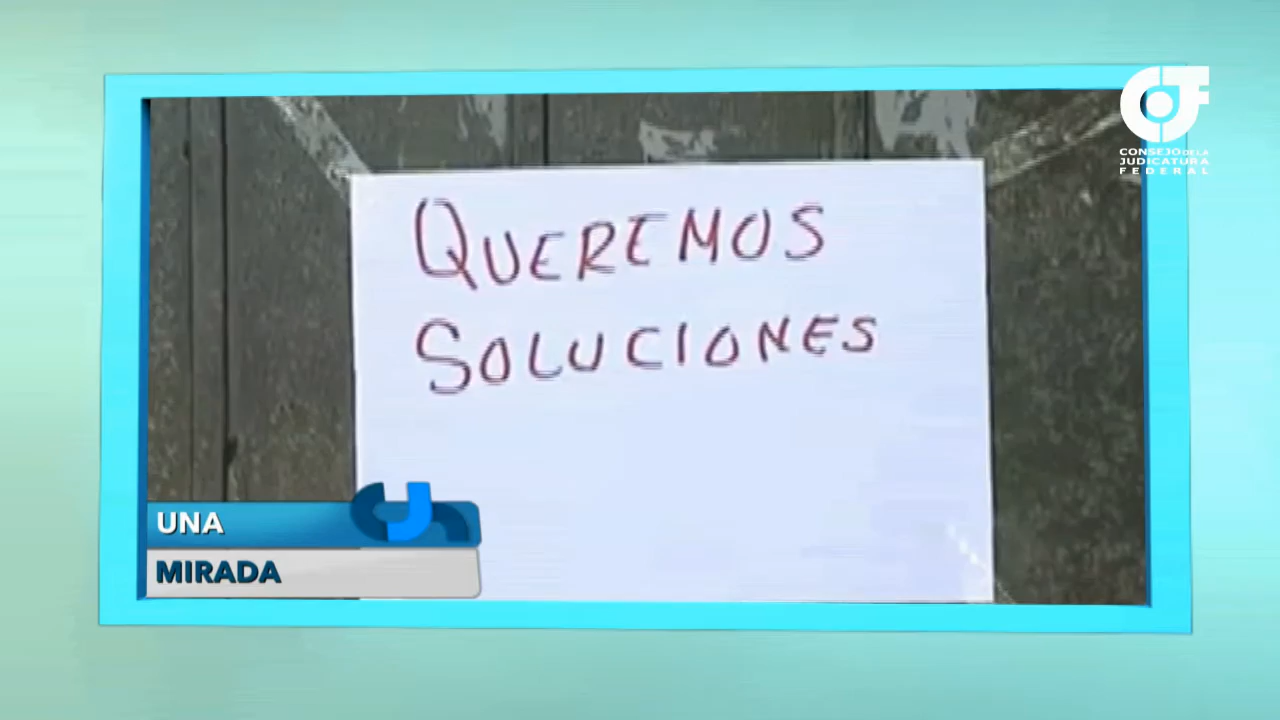 CONSEJO DE LA
JUDICATURA
FEDERAL
QUEREMOS
SOLUCIONES
UNA
MIRADA